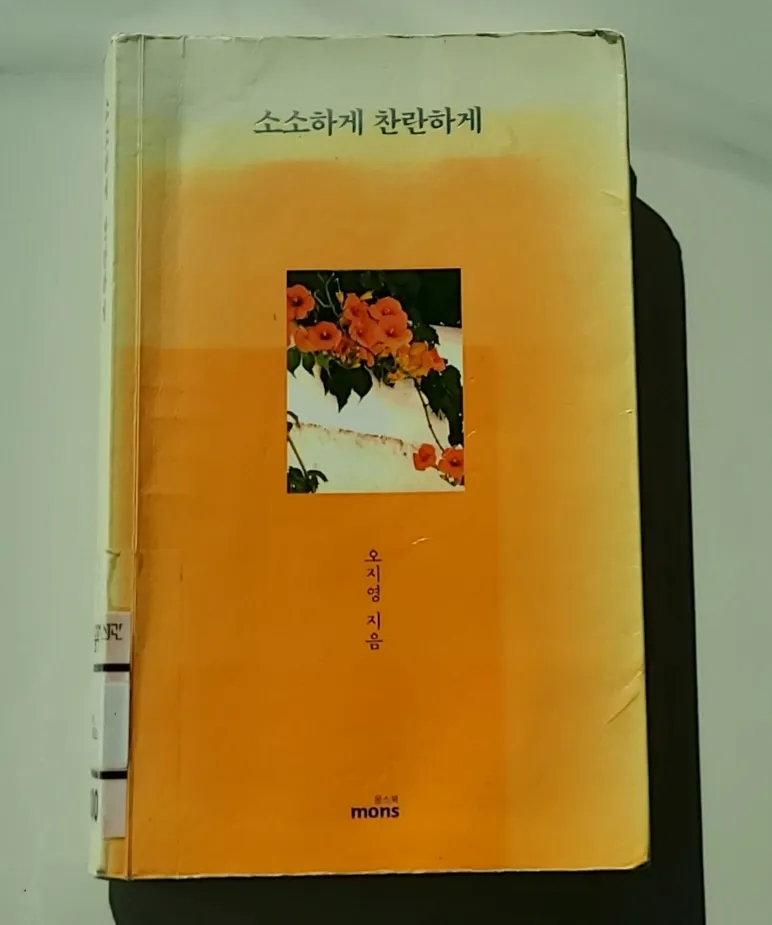 소소하게 찬란하게
오지영 지음
몽스북
mons